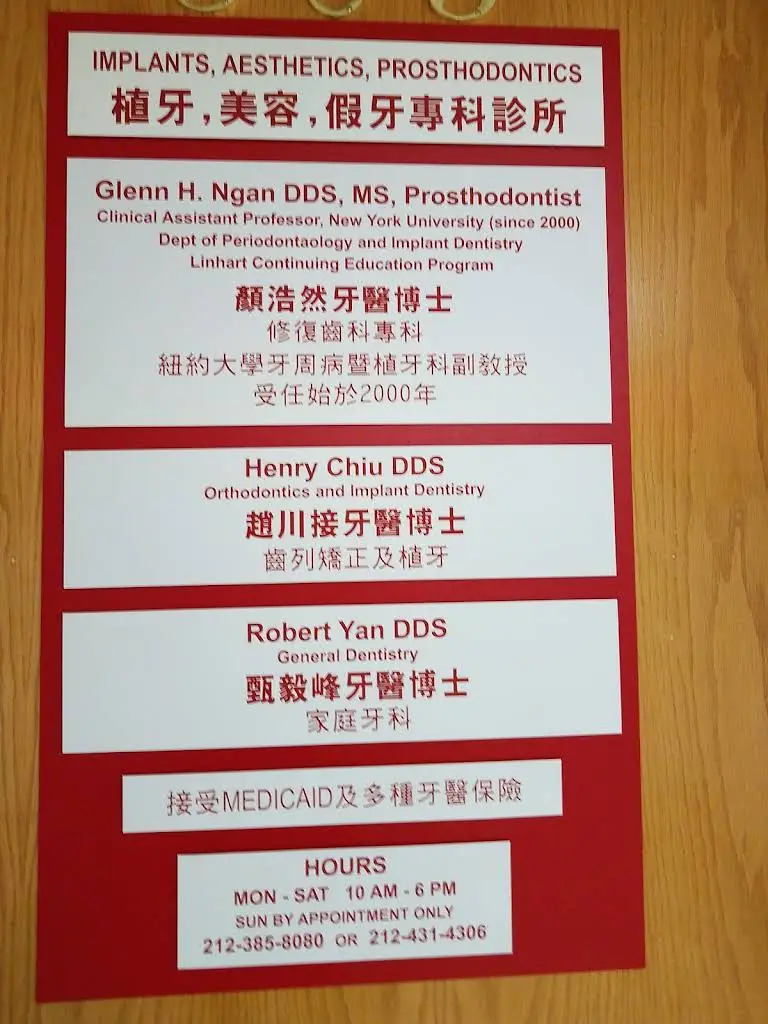 IMPLANTS, AESTHETICS, PROSTHODONTICS
植牙,美容,假牙專科診所
Glenn H. Ngan DDS, MS, Prosthodontist
Clinical Assistant Professor, New York University (since 2000)
Dept of Periodontaology and Implant Dentistry
Linhart Continuing Education Program
顏浩然牙醫博士
修復齒科專科
紐約大學牙周病暨植牙科副教授
受任始於2000年
Henry Chiu DDS
Orthodontics and Implant Dentistry
趙川接牙醫博士
齒列矯正及植牙
Robert Yan DDS
General Dentistry
甄毅峰牙醫博士
家庭牙科
接受MEDICAID及多種牙醫保險
HOURS
MON - SAT 10 AM - 6 PM
SUN BY APPOINTMENT ONLY
212-385-8080 OR 212-431-4306